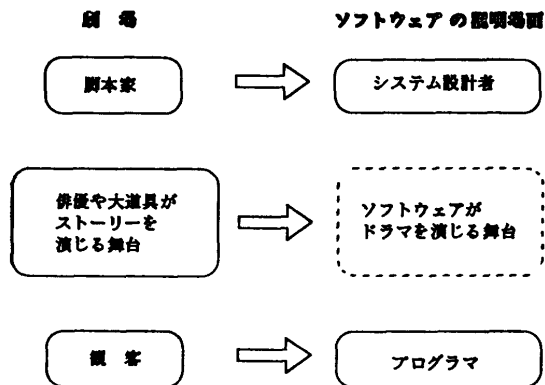 劇 場
ソフトウェアの説明場面
脚本家
システム設計者
俳優や大道具が
ストーリーを
演じる舞台
ソフトウェアが
ドラマを演じる舞台
観 客
プログラマ